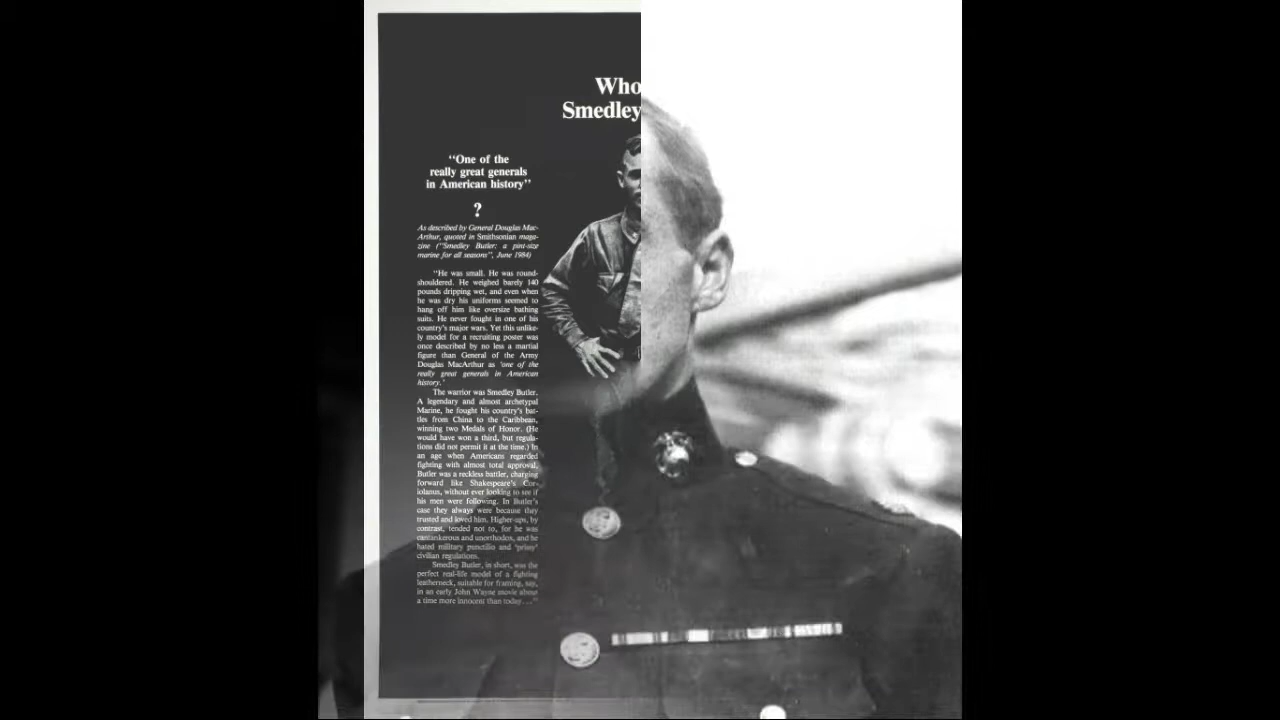 Who
Smedley
"One of the
really great generals
in American history"
?
As described by General Douglas Mac-
Arthur, quoted in Smithsonian maga-
zine ("Smedley Butler: a pint-size
marine for all seasons", June 1984)
"He was small. He was round-
shouldered. He weighed barely 140
pounds dripping wet, and even when
he was dry his uniforms seemed to
hang off him like oversize bathing
suits. He never fought in one of his
country's major wars. Yet this unlike-
ly model for a recruiting poster was
once described by no less a martial
figure than General of the Army
Douglas MacArthur as 'one of the
really great generals in American
history.'
The warrior was Smedley Butler.
A legendary and almost archetypal
Marine, he fought his country's bat-
tles from China to the Caribbean,
winning two Medals of Honor. (He
would have won a third, but regula-
tions did not permit it at the time.) In
an age when Americans regarded
fighting with almost total approval,
Butler was a reckless battler, charging
forward like Shakespeare's Cor-
iolanus, without ever looking to see if
his men were following. In Butler's
case they always were because they
trusted and loved him. Higher-ups, by
contrast, tended not to, for he was
cantankerous and unorthodox, and he
hated military punctilio and 'prissy'
civilian regulations.
Smedley Butler, in short, was the
perfect real-life model of a fighting
leatherneck, suitable for framing, say,
in an early John Wayne movie about
a time more innocent than today...."